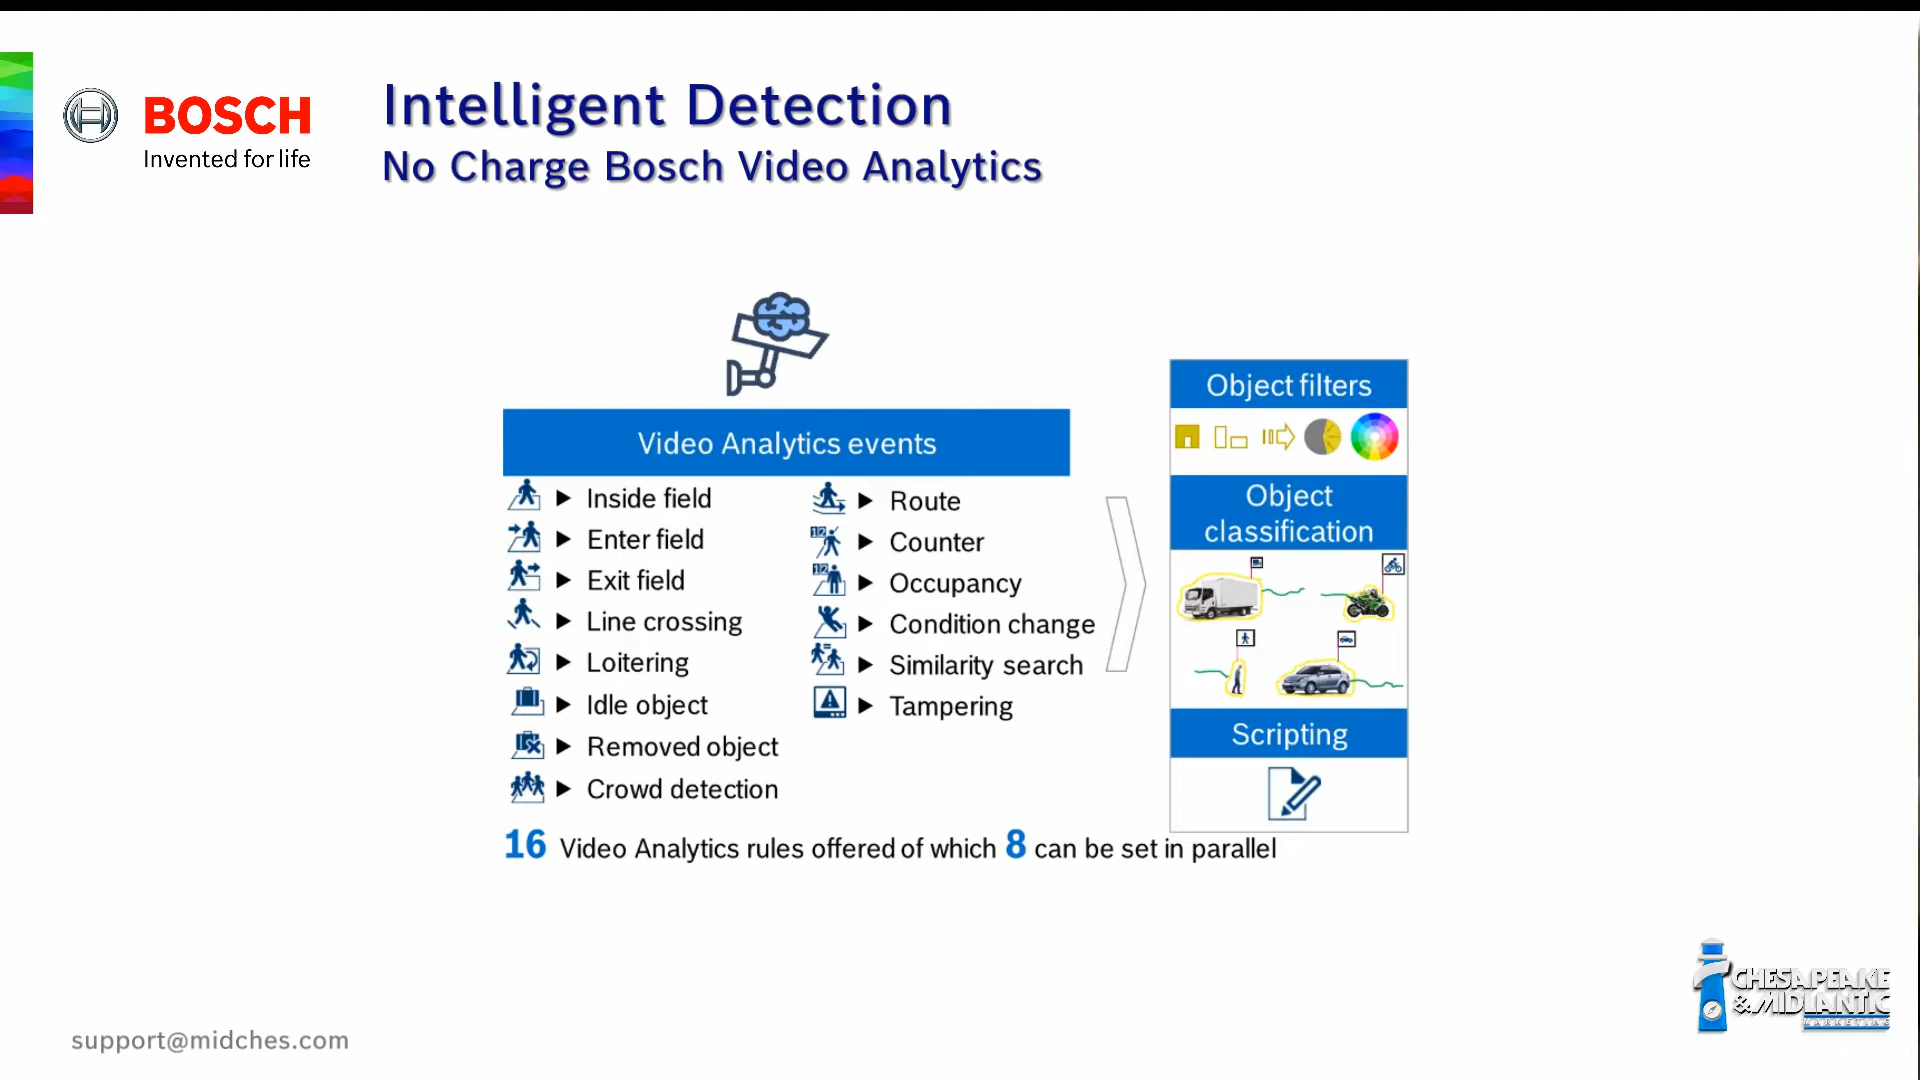 BOSCH
Invented for life
Intelligent Detection
No Charge Bosch Video Analytics
Video Analytics events
Inside field
Enter field
Exit field
Line crossing
Loitering
Idle object
Removed object
Crowd detection
Route
Counter
Occupancy
Condition change
Similarity search
Tampering
Object filters
Object
classification
Scripting
16 Video Analytics rules offered of which 8 can be set in parallel
support@midches.com
CHESAPEAKE
& MIDLANTIC
MARKETING